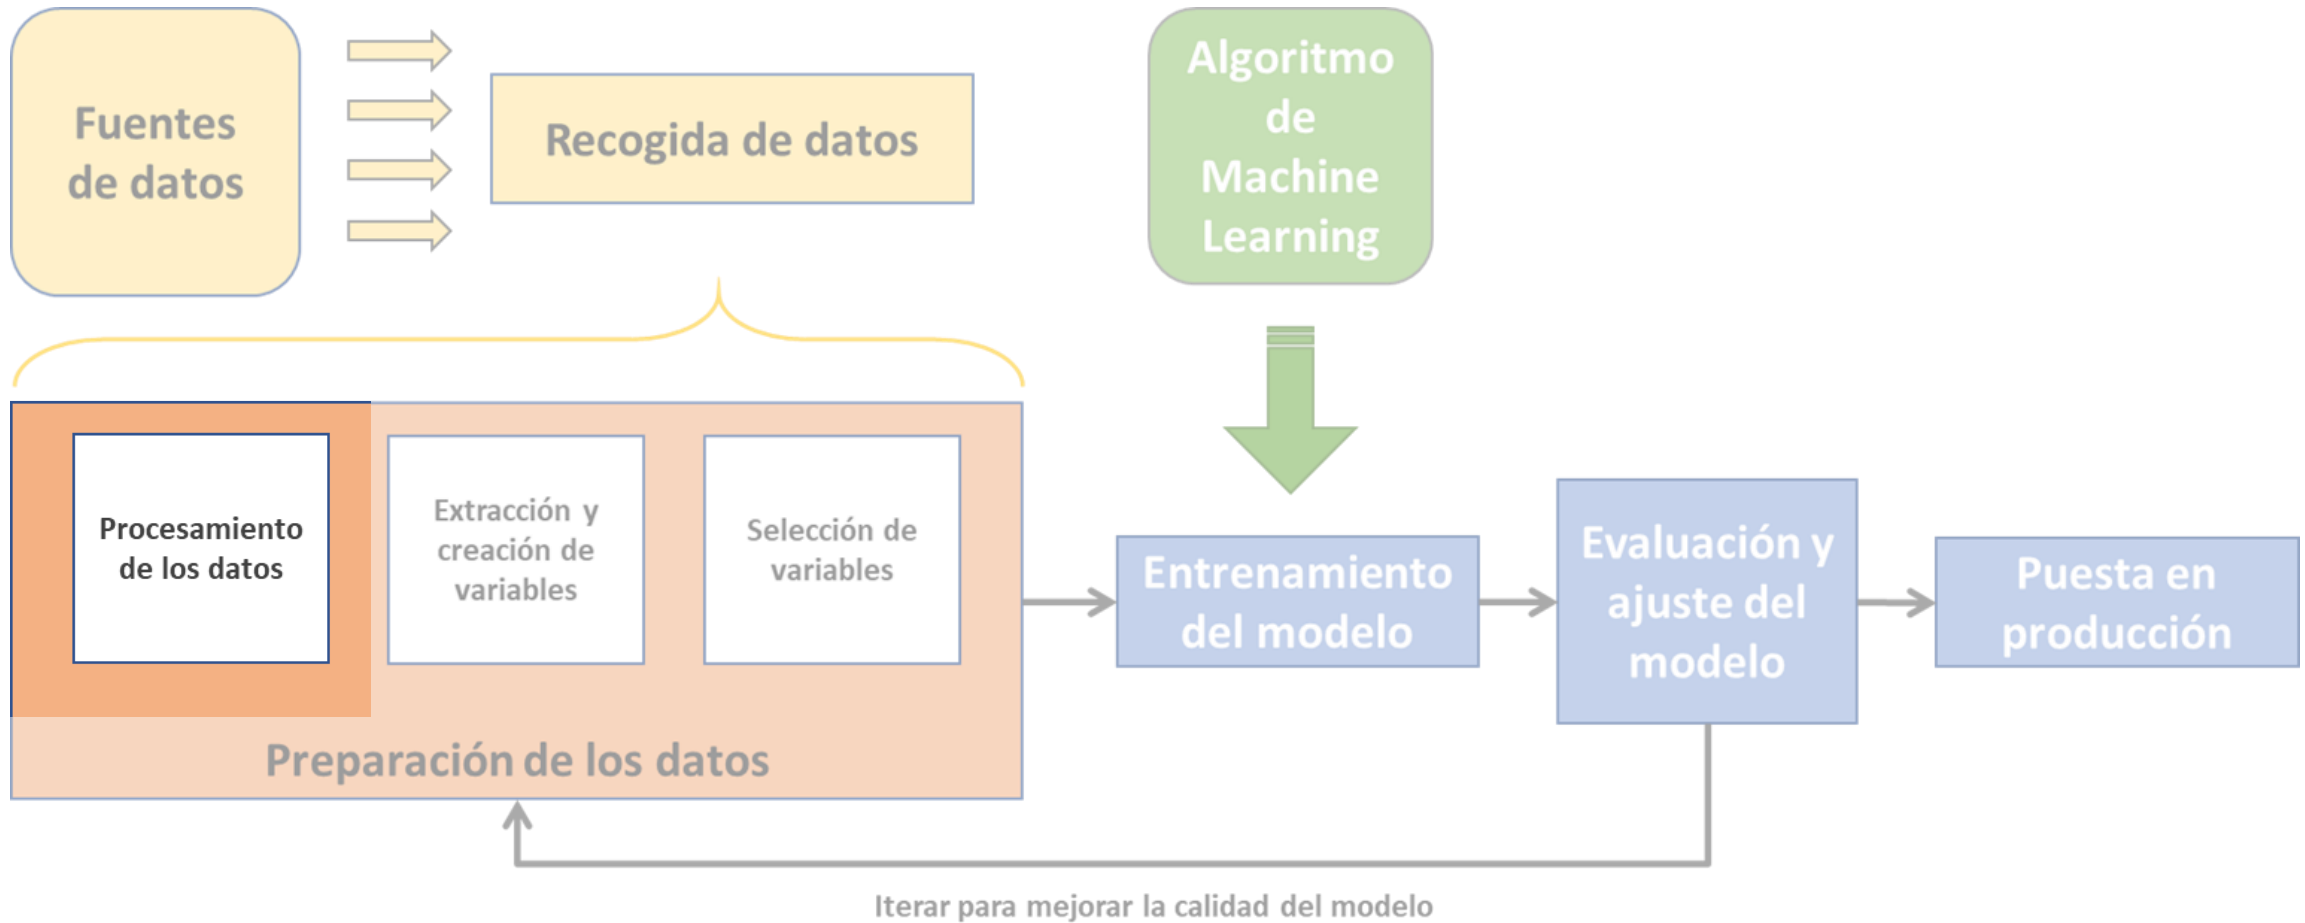 Fuentes
de datos
Recogida de datos
Algoritmo
de
Machine
Learning
Procesamiento
de los datos
Extracción y
creación de
variables
Selección de
variables
Preparación de los datos
Entrenamiento
del modelo
Evaluación y
ajuste del
modelo
Puesta en
producción
Iterar para mejorar la calidad del modelo